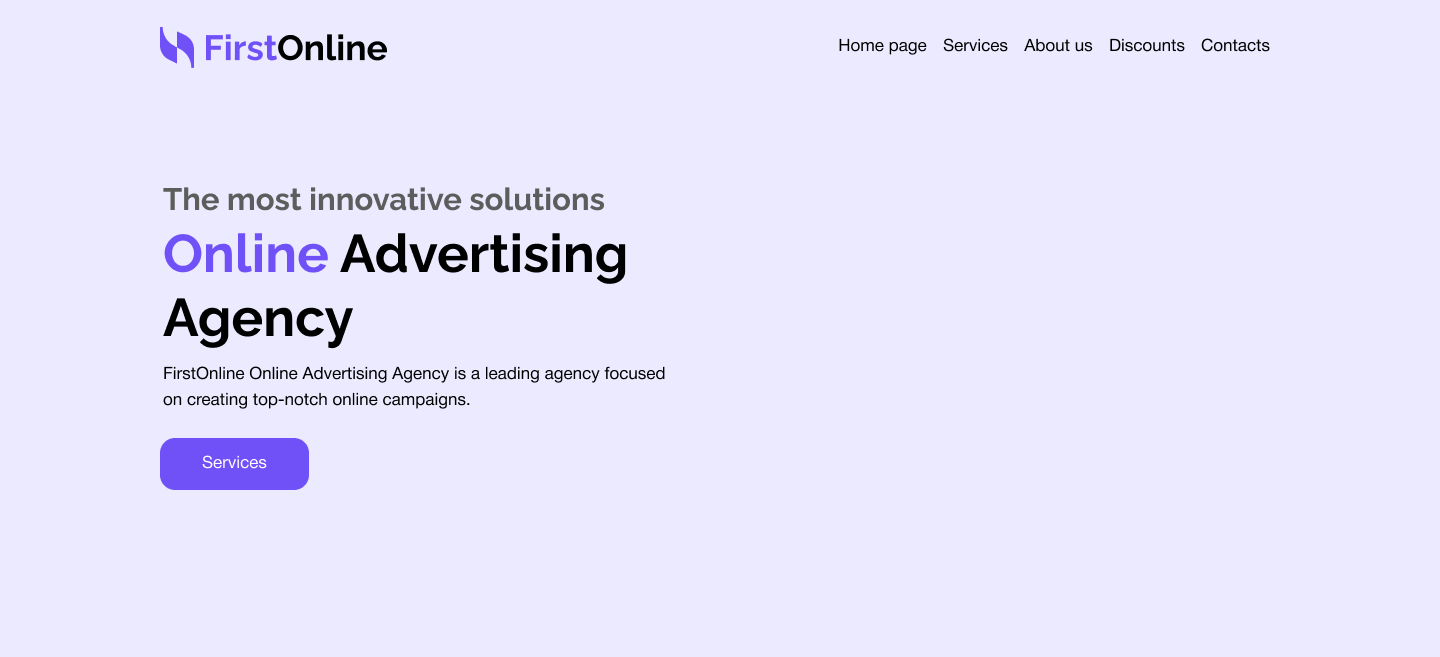 FirstOnline
Home page Services About us Discounts Contacts
The most innovative solutions
Online Advertising
Agency
FirstOnline Online Advertising Agency is a leading agency focused
on creating top-notch online campaigns.
Services